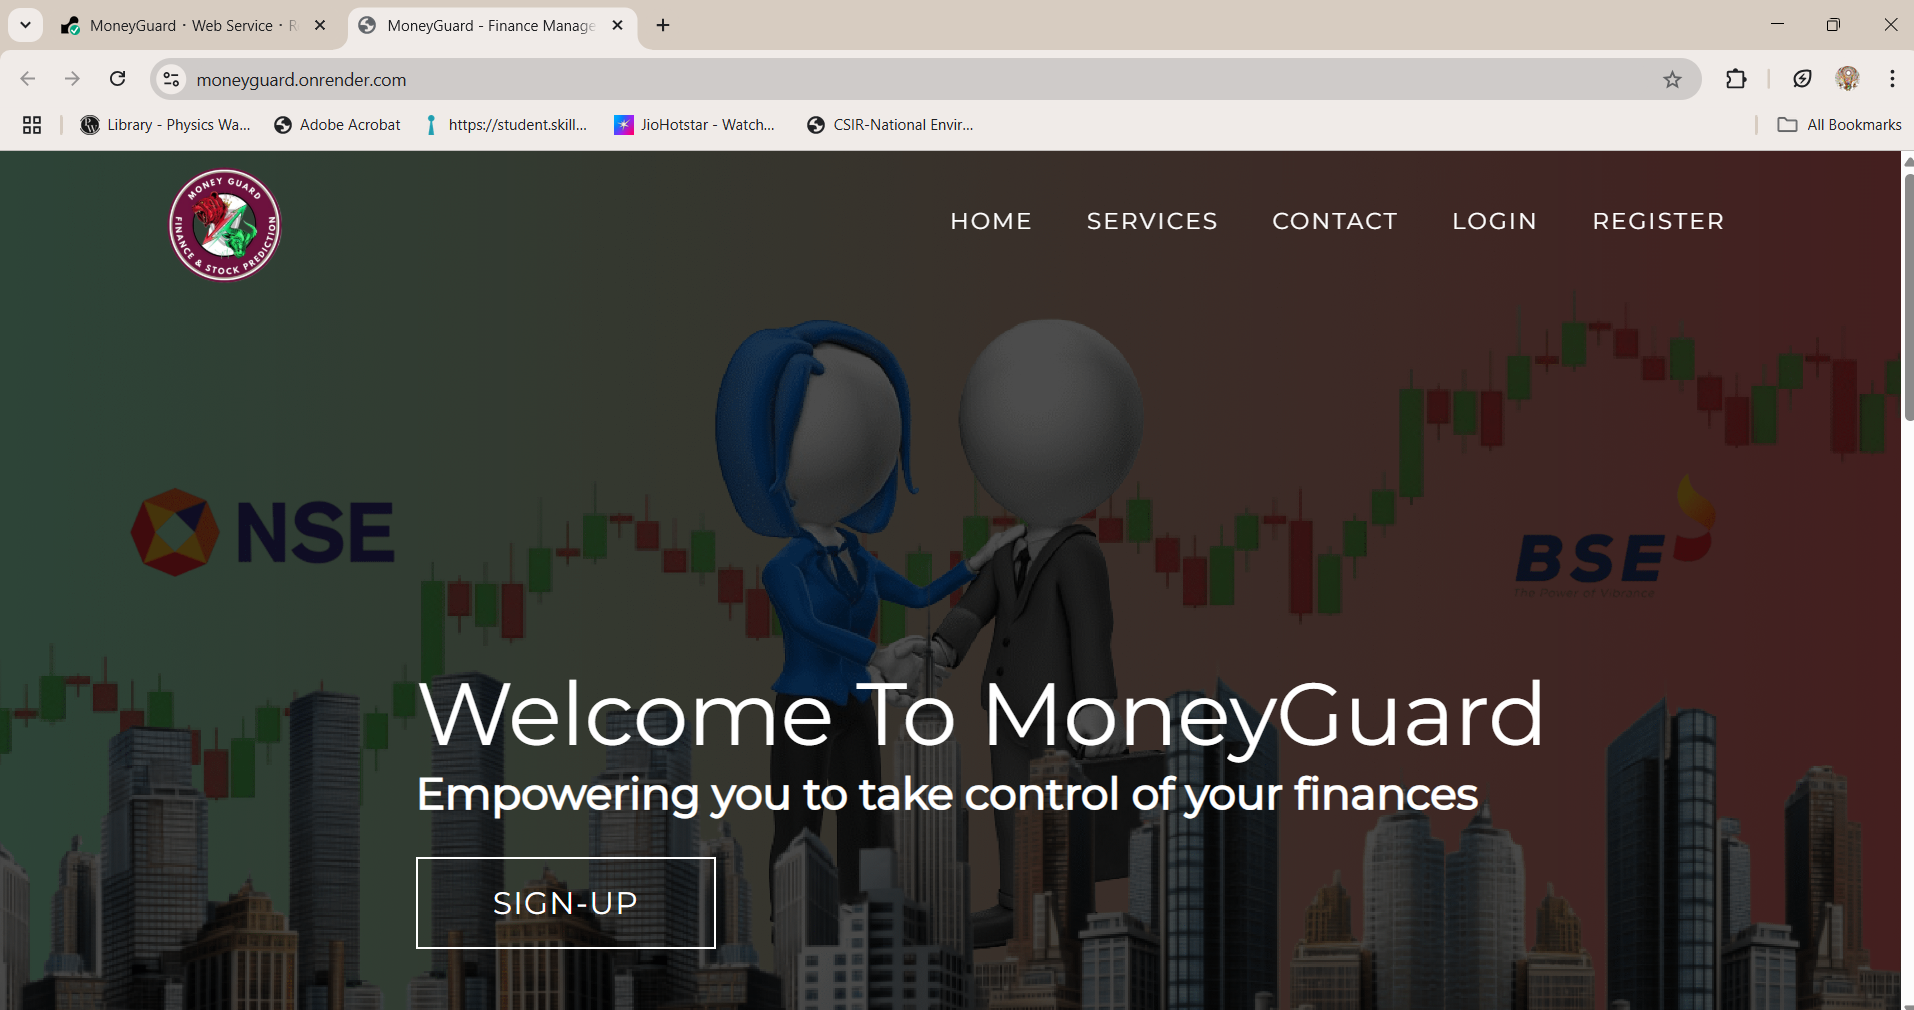 MoneyGuard · Web Service · R
MoneyGuard - Finance Manage
moneyguard.onrender.com
Library - Physics Wa...
Adobe Acrobat
https://student.skill...
JioHotstar - Watch...
CSIR-National Envir...
All Bookmarks
MONEY GUARD
FINANCE & STOCK PREDICTION
HOME
SERVICES
CONTACT
LOGIN
REGISTER
NSE
BSE
The Power of Vibrance
Welcome To MoneyGuard
Empowering you to take control of your finances
SIGN-UP